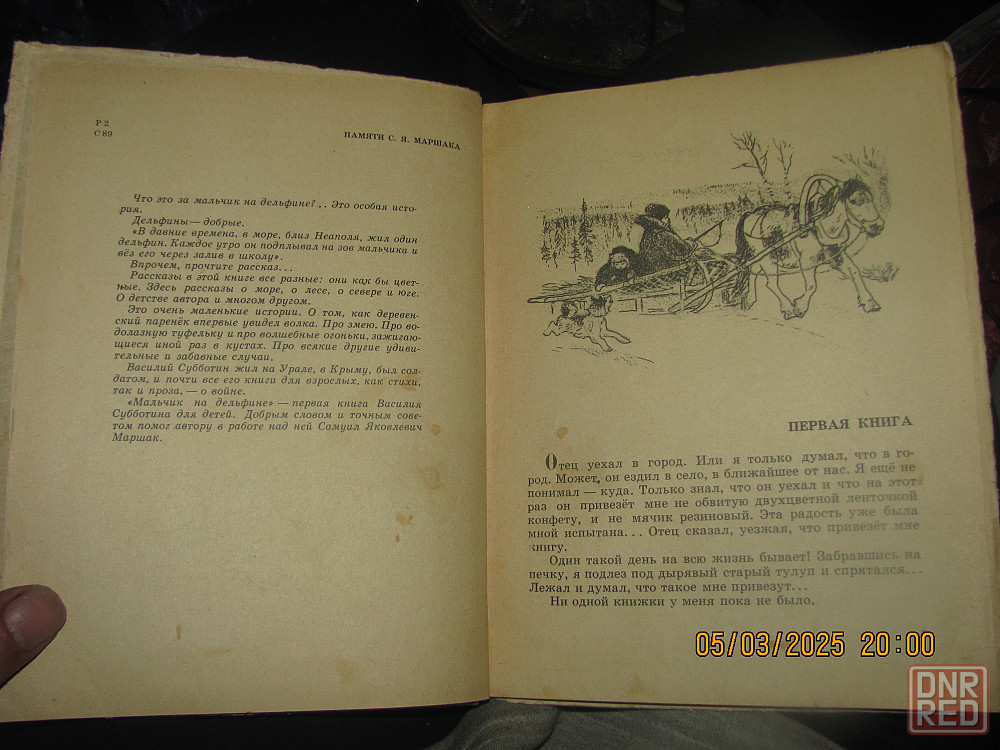 Р 2
С 89
ПАМЯТИ С. Я. МАРШАКА
Что это за мальчик на дельфине?.. Это особая исто-
рия.
Дельфины — добрые.
«В давние времена, в море, близ Неаполя, жил один
дельфин. Каждое утро он подплывал на зов мальчика и
вёз его через залив в школу».
Впрочем, прочтите рассказ...
Рассказы в этой книге все разные: они как бы цвет-
ные. Здесь рассказы о море, о лесе, о севере и юге.
О детстве автора и многом другом.
Это очень маленькие истории. О том, как деревен-
ский паренёк впервые увидел волка. Про змею. Про во-
долазную туфельку и про волшебные огоньки, зажигаю-
щиеся иной раз в кустах. Про всякие другие удиви-
тельные и забавные случаи.
Василий Субботин жил на Урале, в Крыму, был сол-
датом, и почти все его книги для взрослых, как стихи,
так и проза, — о войне.
«Мальчик на дельфине» — первая книга Василия
Субботина для детей. Добрым словом и точным сове-
том помог автору в работе над ней Самуил Яковлевич
Маршак.
ПЕРВАЯ КНИГА
Отец уехал в город. Или я только думал, что в го-
род. Может, он ездил в село, в ближайшее от нас. Я ещё не
понимал — куда. Только знал, что он уехал и что на этот
раз он привезёт мне не обвитую двухцветной ленточкой
конфету, и не мячик резиновый. Эта радость уже была
мной испытана... Отец сказал, уезжая, что привезёт мне
книгу.
Один такой день на всю жизнь бывает! Забравшись на
печку, я подлез под дырявый старый тулуп и спрятался...
Лежал и думал, что такое мне привезут...
Ни одной книжки у меня пока не было.
05/03/2025 20:00
DNR
RED